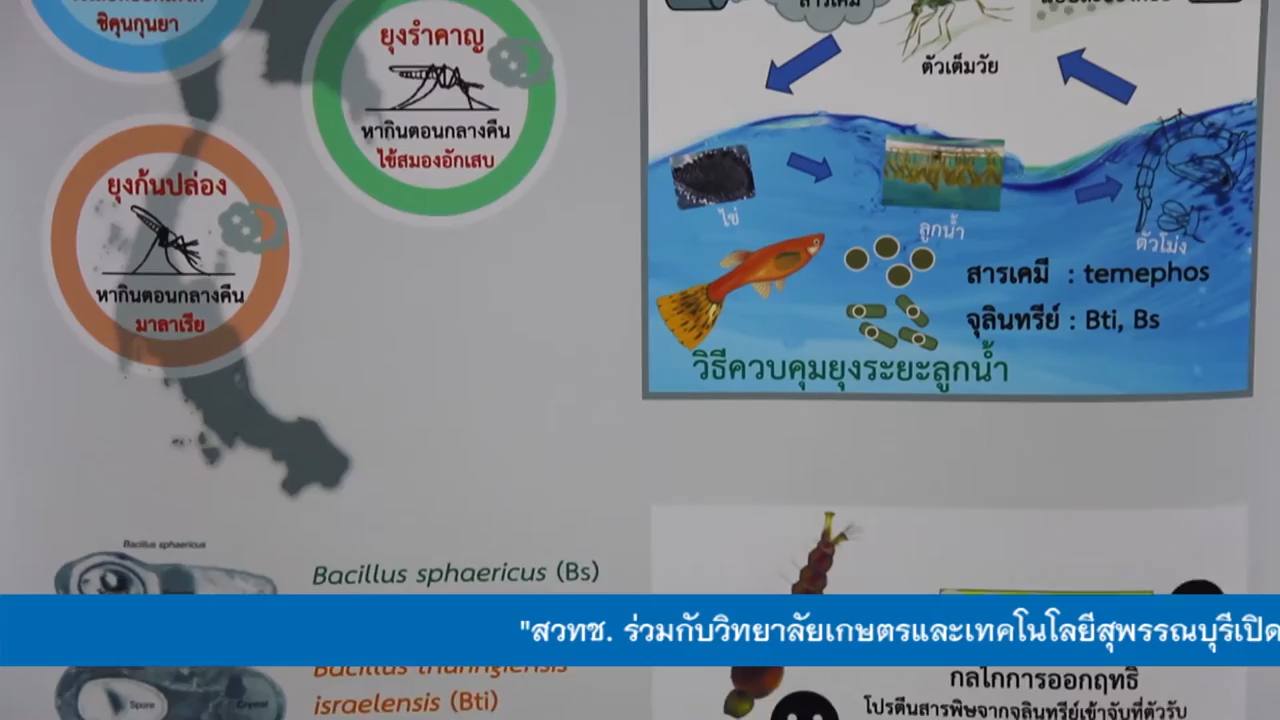 ชิคุนกุนยา
ยุงรำคาญ
หากินตอนกลางคืน
ไข้สมองอักเสบ
ยุงก้นปล่อง
หากินตอนกลางคืน
มาลาเรีย
สารเคมี
ตัวเต็มวัย
ไข่
ลูกน้ำ
ตัวโม่ง
สารเคมี : temephos
จุลินทรีย์ : Bti, Bs
วิธีควบคุมยุงระยะลูกน้ำ
Bacillus sphaericus
Bacillus sphaericus (Bs)
"สวทช. ร่วมกับวิทยาลัยเกษตรและเทคโนโลยีสุพรรณบุรีเปิด
Bacillus thuringiensis
israelensis (Bti)
Spore
Crystal
กลไกการออกฤทธิ์
โปรตีนสารพิษจากจุลินทรีย์เข้าจับที่ตัวรับ